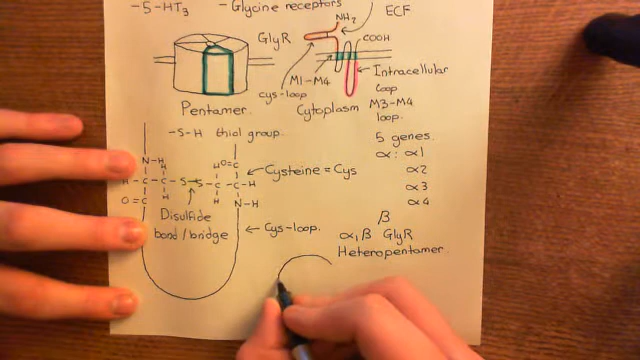 -5-HT3
-Glycine receptors
NH2
ECF
GlyR
COOH
M1-M4
Intracellular
loop
M3-M4
loop.
cys-loop
Cytoplasm
Pentamer.
-S-H thiol group.
5 genes.
α: α1
α2
α3
α4
β
α1β GlyR
Heteropentamer.
N-H
H
H O=C
H-C-C-S-S-C-C-H
H
H
O=C
N-H
Cysteine = Cys
Disulfide
bond/bridge
Cys-loop.